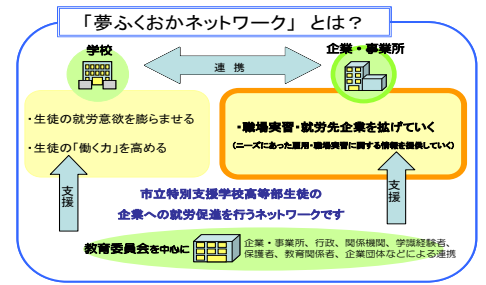 「夢ふくおかネットワーク」 とは？
学校
企業・事業所
連 携
・生徒の就労意欲を膨らませる
・生徒の「働く力」を高める
・職場実習・就労先企業を拡げていく
(ニーズにあった雇用・職場実習に関する情報を提供していく)
支援
支援
市立特別支援学校高等部生徒の
企業への就労促進を行うネットワークです
教育委員会を中心に
企業・事業所、行政、関係機関、学識経験者、
保護者、教育関係者、企業団体などによる連携